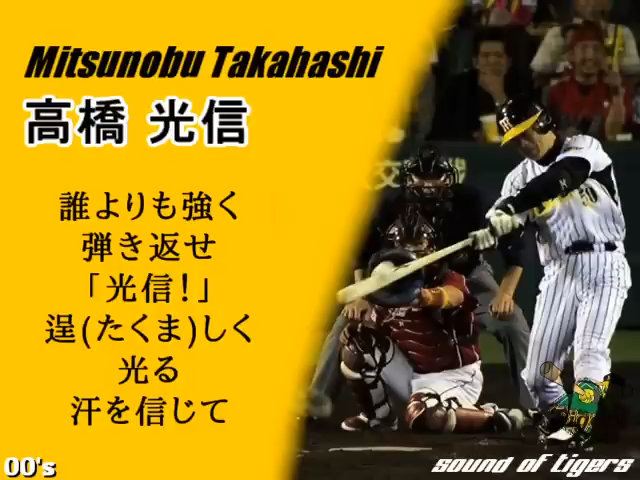 Mitsunobu Takahashi
高橋 光信
誰よりも強く
弾き返せ
「光信!」
逞(たくま)しく
光る
汗を信じて
00's
sound of tigers